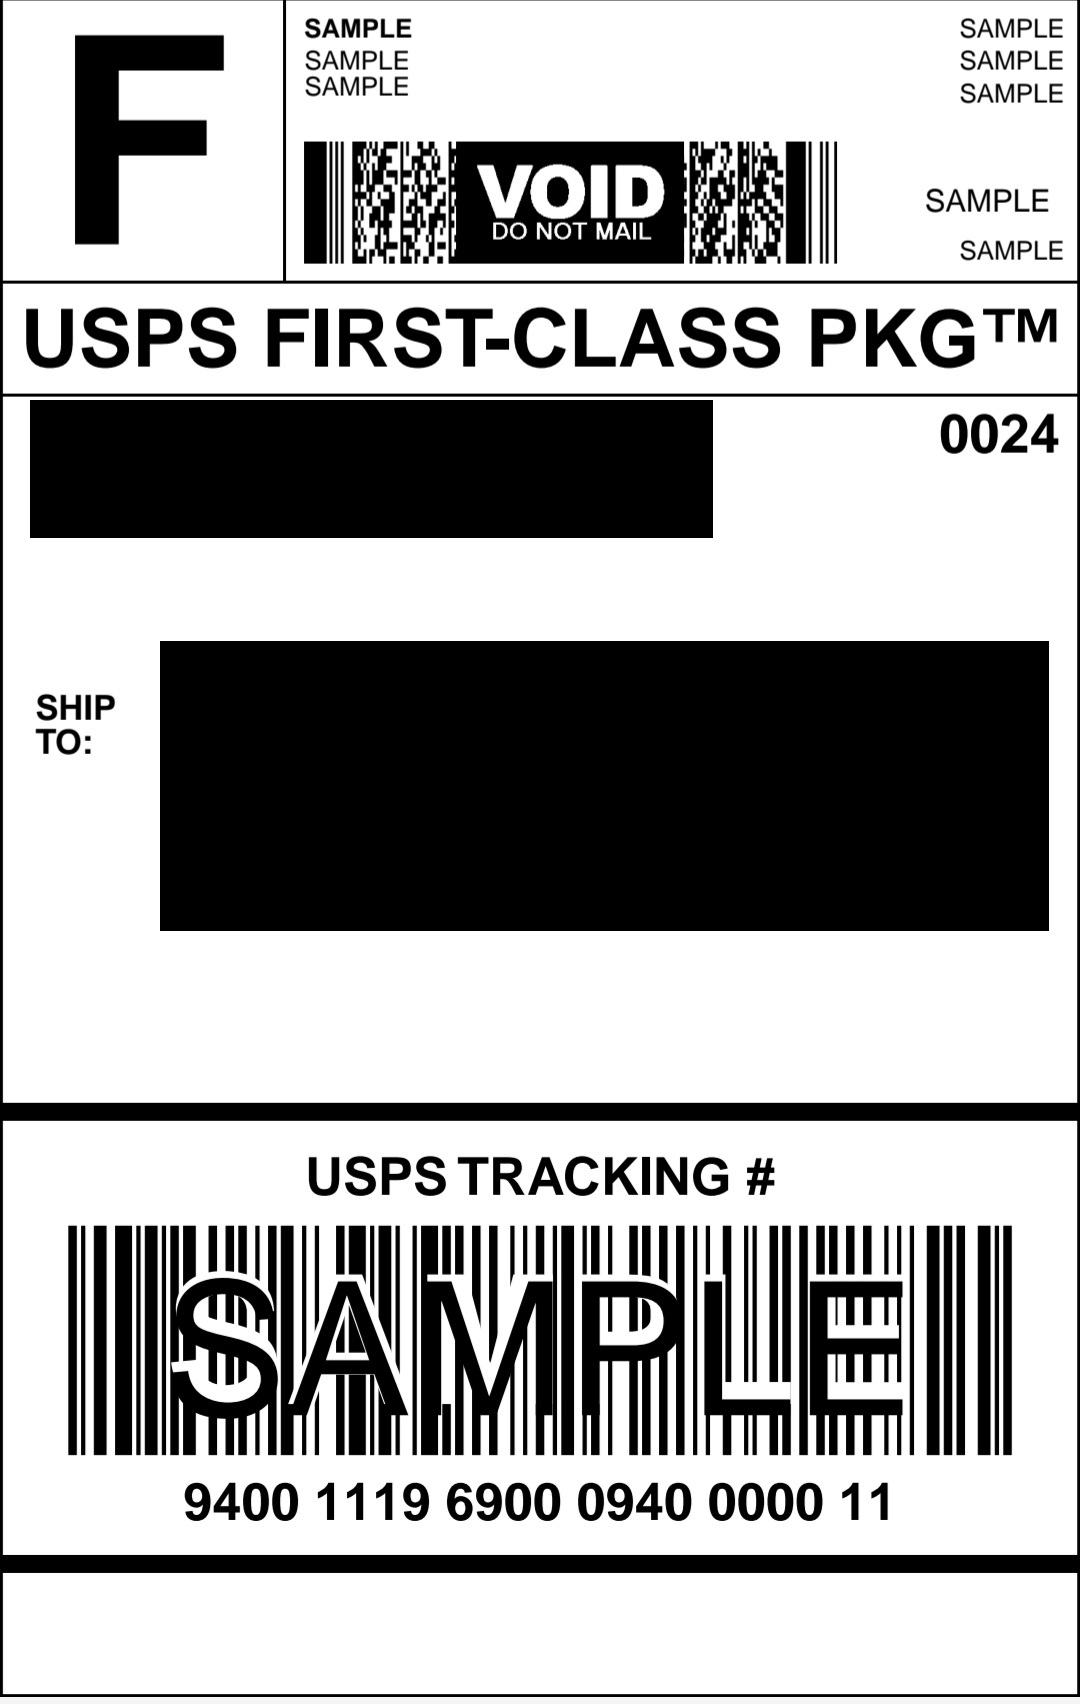 F
SAMPLE
SAMPLE
SAMPLE
SAMPLE
SAMPLE
SAMPLE
VOID
DO NOT MAIL
SAMPLE
SAMPLE
USPS FIRST-CLASS PKG™
0024
SHIP
TO:
USPS TRACKING #
SAMPLE
9400 1119 6900 0940 0000 11